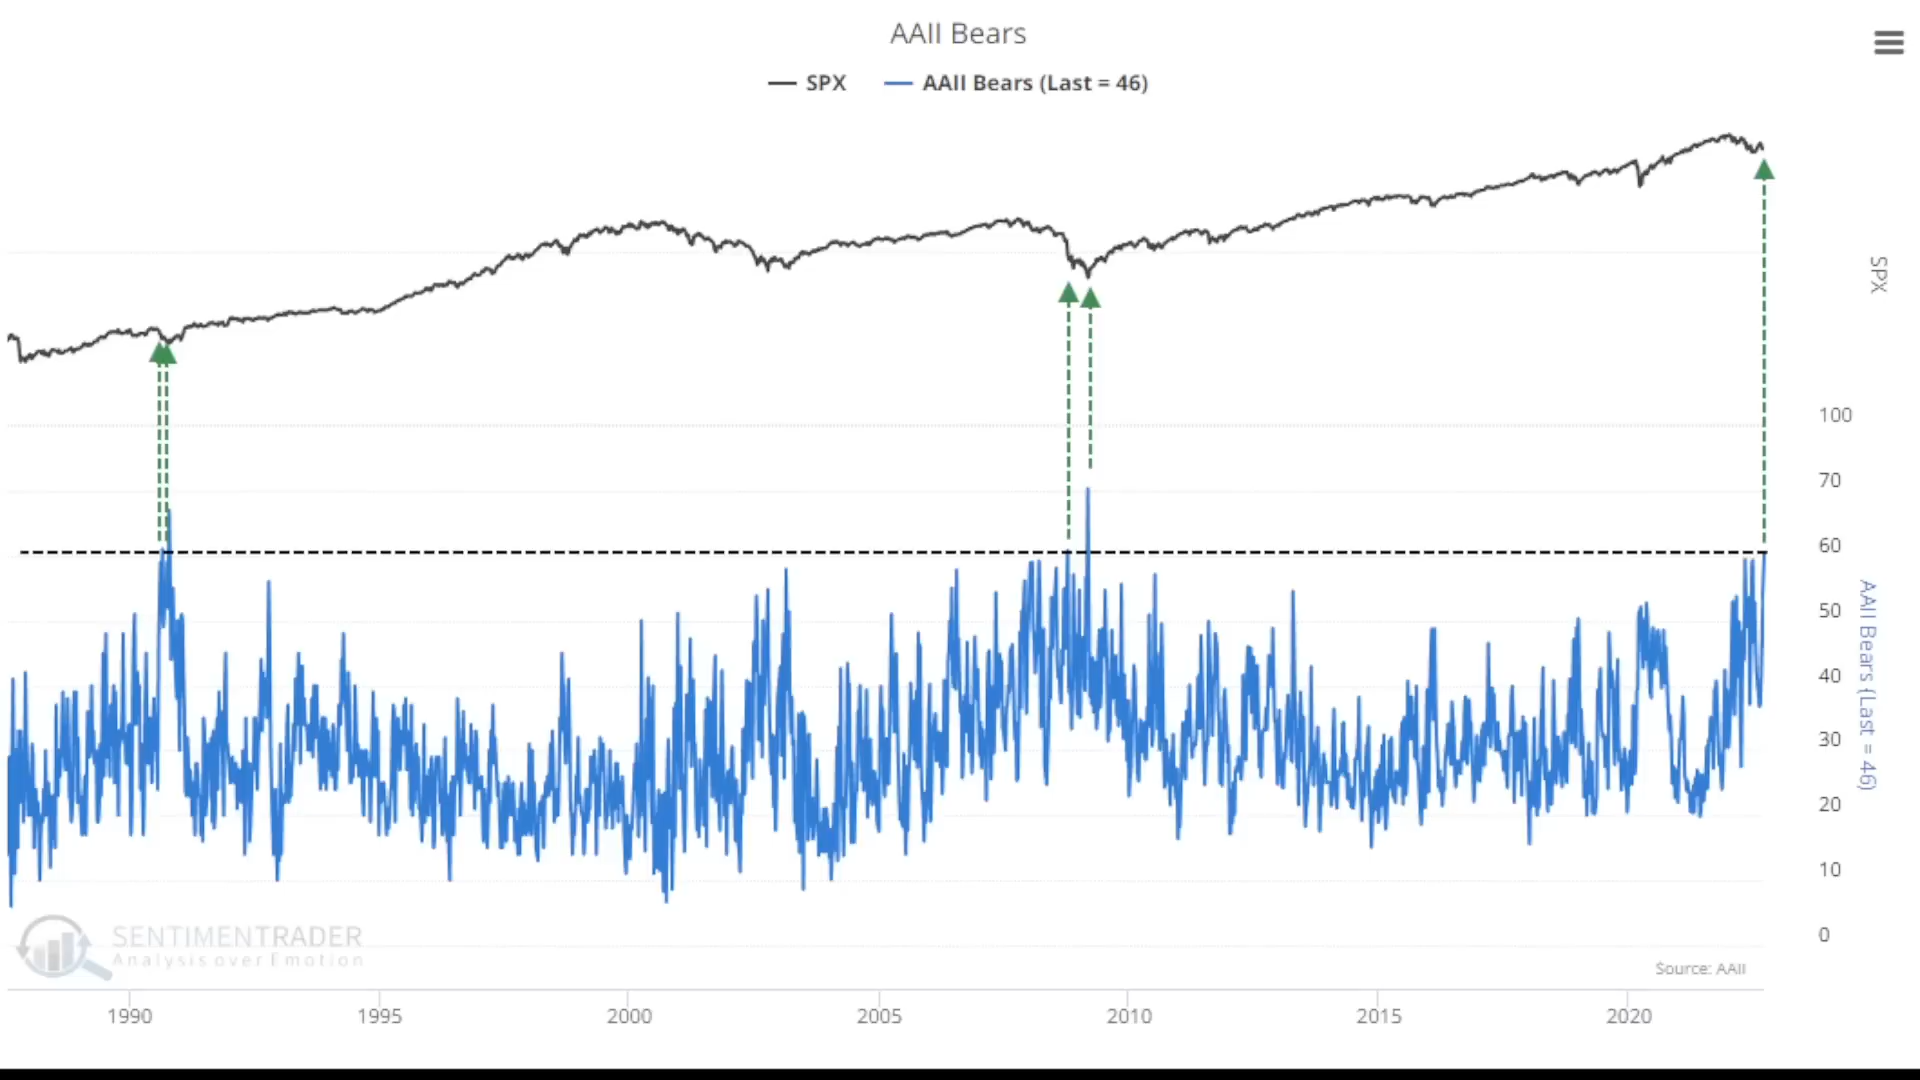 AAII Bears
SPX AAII Bears (Last = 46)
SPX
100
70
60
50
40
30
20
10
0
AAII Bears (Last = 46)
SENTIMENTRADER
Analysis over Emotion
Source: AAII
1990 1995 2000 2005 2010 2015 2020